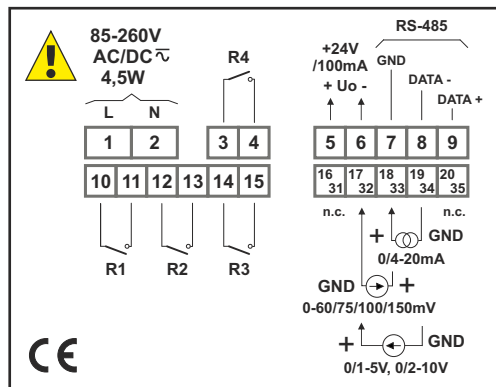 85-260V
AC/DC
4,5W
L N
R4
RS-485
+24V
/100mA
GND
+ Uo -
DATA -
DATA +
1 2 3 4 5 6 7 8 9
10 11 12 13 14 15
16 17 18 19 20
31 32 33 34 35
R1 R2 R3
n.c. n.c.
+ GND
0/4-20mA
GND +
0-60/75/100/150mV
+ GND
0/1-5V, 0/2-10V
CE